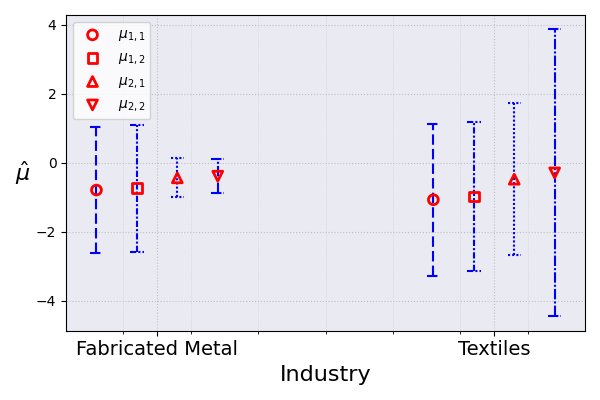 4
2
0
−2
−4
μ̂
μ1,1
μ1,2
μ2,1
μ2,2
Fabricated Metal Textiles
Industry